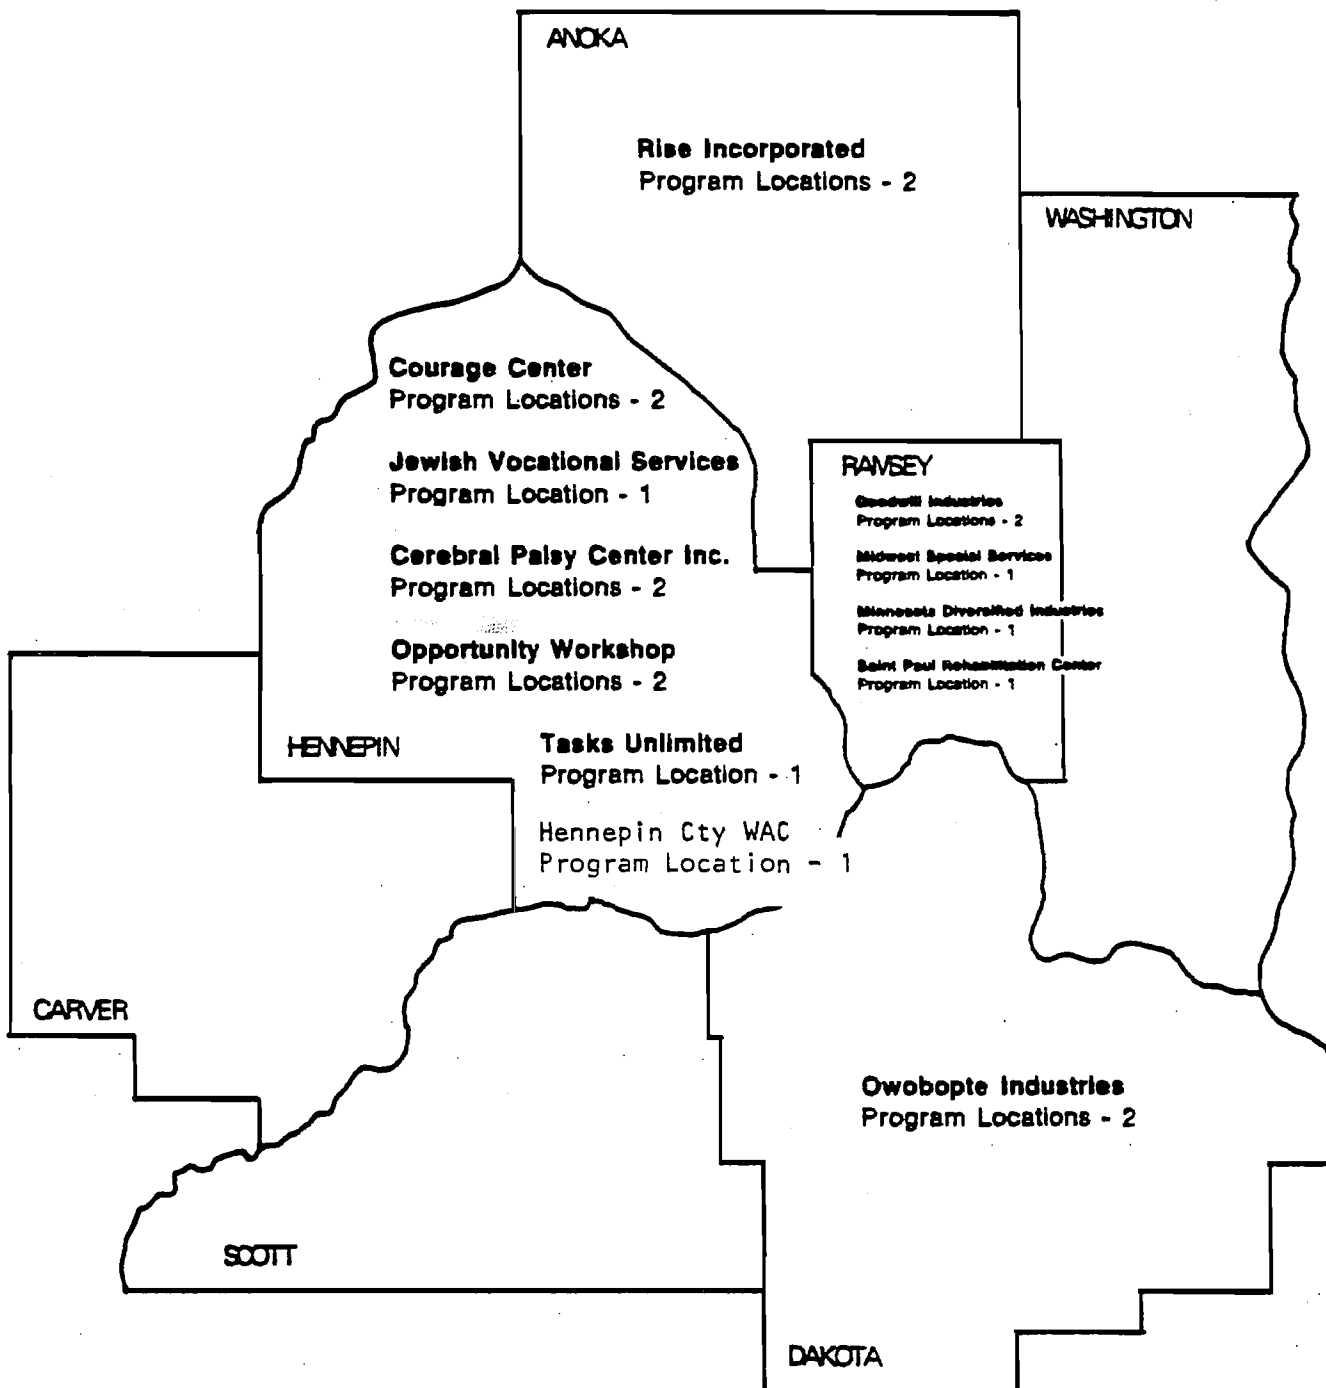 ANOKA
Rise Incorporated
Program Locations - 2
WASHINGTON
Courage Center
Program Locations - 2
Jewish Vocational Services
Program Location - 1
Cerebral Palsy Center Inc.
Program Locations - 2
Opportunity Workshop
Program Locations - 2
HENNEPIN
Tasks Unlimited
Program Location - 1
Hennepin Cty WAC
Program Location - 1
RAMSEY
Goodwill Industries
Program Locations - 2
Midwest Special Services
Program Location - 1
Minnesota Diversified Industries
Program Location - 1
Saint Paul Rehabilitation Center
Program Location - 1
CARVER
Owobopte Industries
Program Locations - 2
SCOTT
DAKOTA